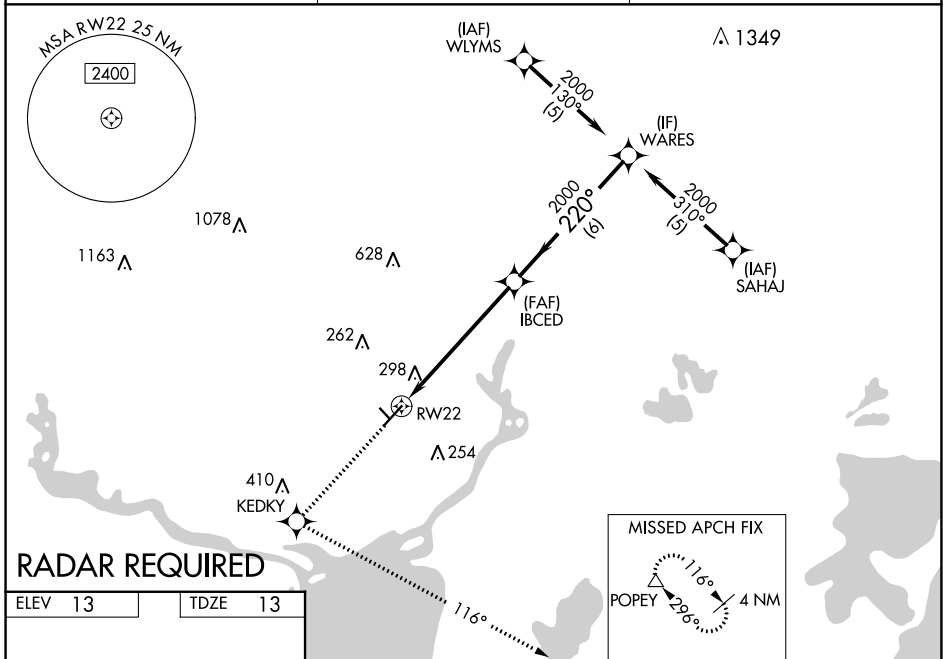 MSA RW22 25 NM
2400
(IAF)
WLYMS
1349
2000
130°
(5)
(IF)
WARES
2000
220°
(6)
2000
310°
(5)
(IAF)
SAHAJ
1078
1163
628
(FAF)
IBCED
262
298
RW22
254
410
KEDKY
116°
RADAR REQUIRED
ELEV 13
TDZE 13
MISSED APCH FIX
116°
POPEY
296°
4 NM